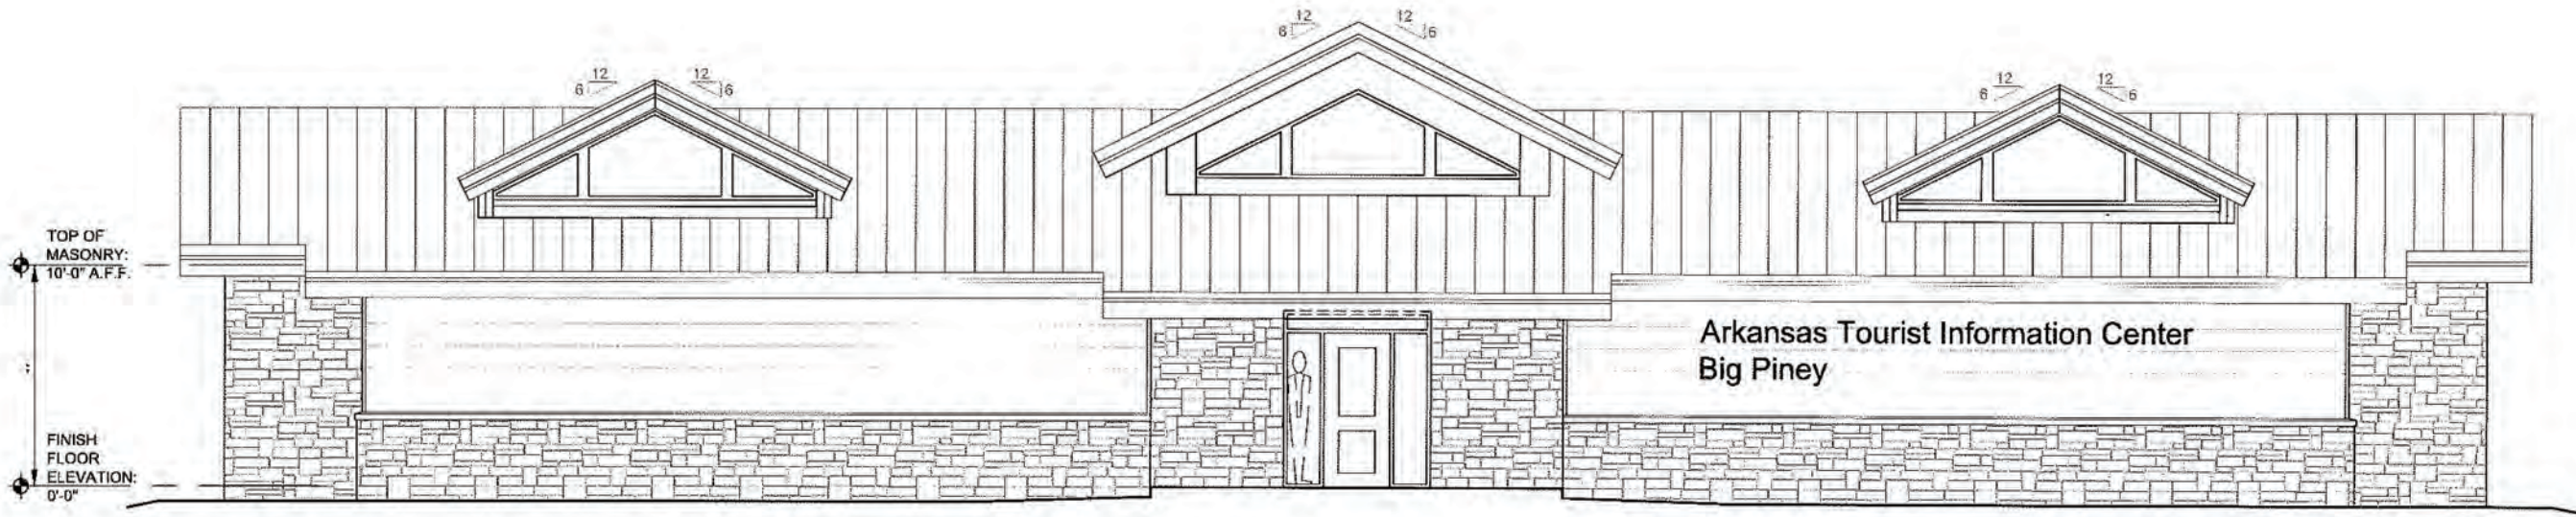 12
6
12
6
12
6
12
6
12
6
12
6
TOP OF
MASONRY:
10'-0" A.F.F.
Arkansas Tourist Information Center
Big Piney
FINISH
FLOOR
ELEVATION:
0'-0"